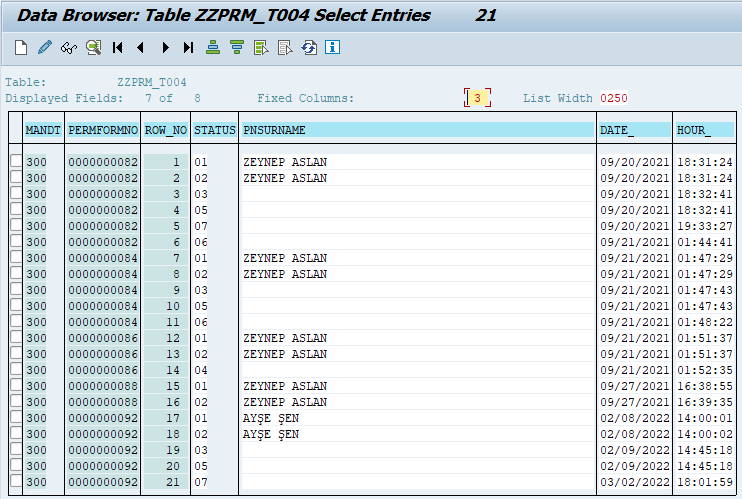 Data Browser: Table ZZPRM_T004 Select Entries 21
Table: ZZPRM_T004
Displayed Fields: 7 of 8 Fixed Columns: 3 List Width 0250
MANDT PERMFORMNO ROW_NO STATUS PNSURNAME DATE_ HOUR_
300 0000000082 1 01 ZEYNEP ASLAN 09/20/2021 18:31:24
300 0000000082 2 02 ZEYNEP ASLAN 09/20/2021 18:31:24
300 0000000082 3 03 09/20/2021 18:32:41
300 0000000082 4 05 09/20/2021 18:32:41
300 0000000082 5 07 09/20/2021 19:33:27
300 0000000082 6 06 09/21/2021 01:44:41
300 0000000084 7 01 ZEYNEP ASLAN 09/21/2021 01:47:29
300 0000000084 8 02 ZEYNEP ASLAN 09/21/2021 01:47:29
300 0000000084 9 03 09/21/2021 01:47:43
300 0000000084 10 05 09/21/2021 01:47:43
300 0000000084 11 06 09/21/2021 01:48:22
300 0000000086 12 01 ZEYNEP ASLAN 09/21/2021 01:51:37
300 0000000086 13 02 ZEYNEP ASLAN 09/21/2021 01:51:37
300 0000000086 14 04 09/21/2021 01:52:35
300 0000000088 15 01 ZEYNEP ASLAN 09/27/2021 16:38:55
300 0000000088 16 02 ZEYNEP ASLAN 09/27/2021 16:39:35
300 0000000092 17 01 AYŞE ŞEN 02/08/2022 14:00:01
300 0000000092 18 02 AYŞE ŞEN 02/08/2022 14:00:02
300 0000000092 19 03 02/09/2022 14:45:18
300 0000000092 20 05 02/09/2022 14:45:18
300 0000000092 21 07 03/02/2022 18:01:59